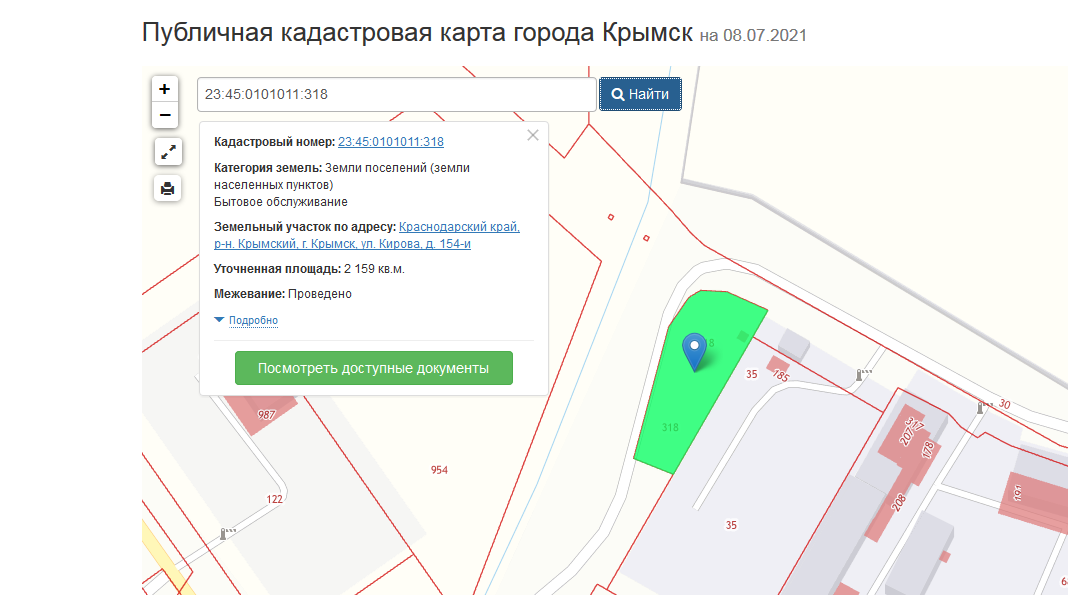 Публичная кадастровая карта города Крымск на 08.07.2021
+
−
23:45:0101011:318
Найти
Кадастровый номер: 23:45:0101011:318
Категория земель: Земли поселений (земли
населенных пунктов)
Бытовое обслуживание
Земельный участок по адресу: Краснодарский край,
р-н. Крымский, г. Крымск, ул. Кирова, д. 154-и
Уточненная площадь: 2 159 кв.м.
Межевание: Проведено
Подробно
Посмотреть доступные документы
35
185
30
317
207
178
987
318
954
191
122
208
35